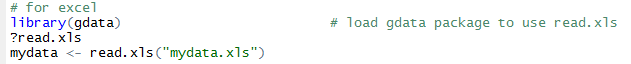 # for excel
library(gdata) # load gdata package to use read.xls
?read.xls
mydata <- read.xls("mydata.xls")